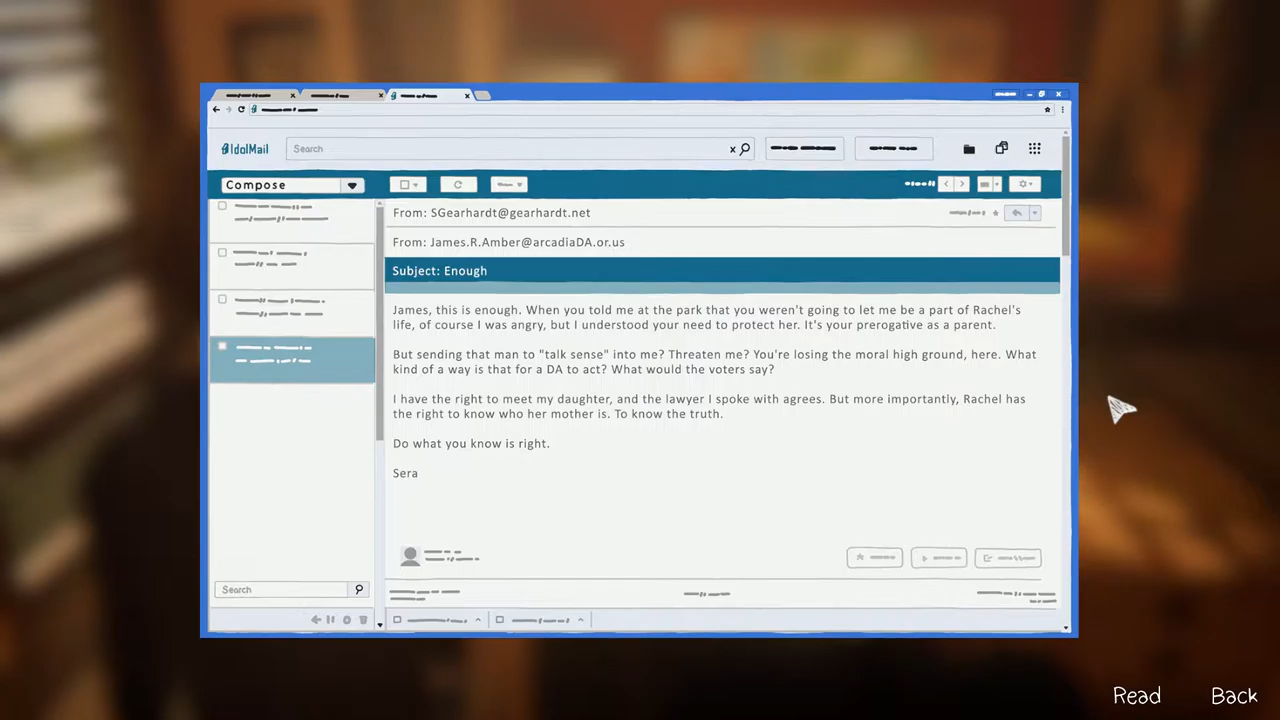 IdolMail
Search
Compose
From: SGearhardt@gearhardt.net
From: James.R.Amber@arcadiaDA.or.us
Subject: Enough
James, this is enough. When you told me at the park that you weren't going to let me be a part of Rachel's
life, of course I was angry, but I understood your need to protect her. It's your prerogative as a parent.
But sending that man to "talk sense" into me? Threaten me? You're losing the moral high ground, here. What
kind of a way is that for a DA to act? What would the voters say?
I have the right to meet my daughter, and the lawyer I spoke with agrees. But more importantly, Rachel has
the right to know who her mother is. To know the truth.
Do what you know is right.
Sera
Search
Read Back